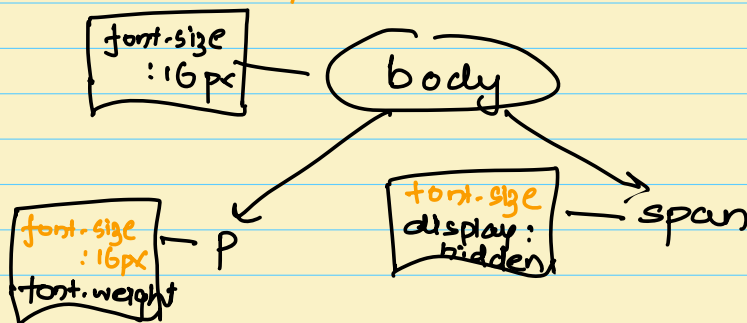 font-size
: 16px
body
font-size
: 16px
font-weight
p
font-size
display:
hidden
span